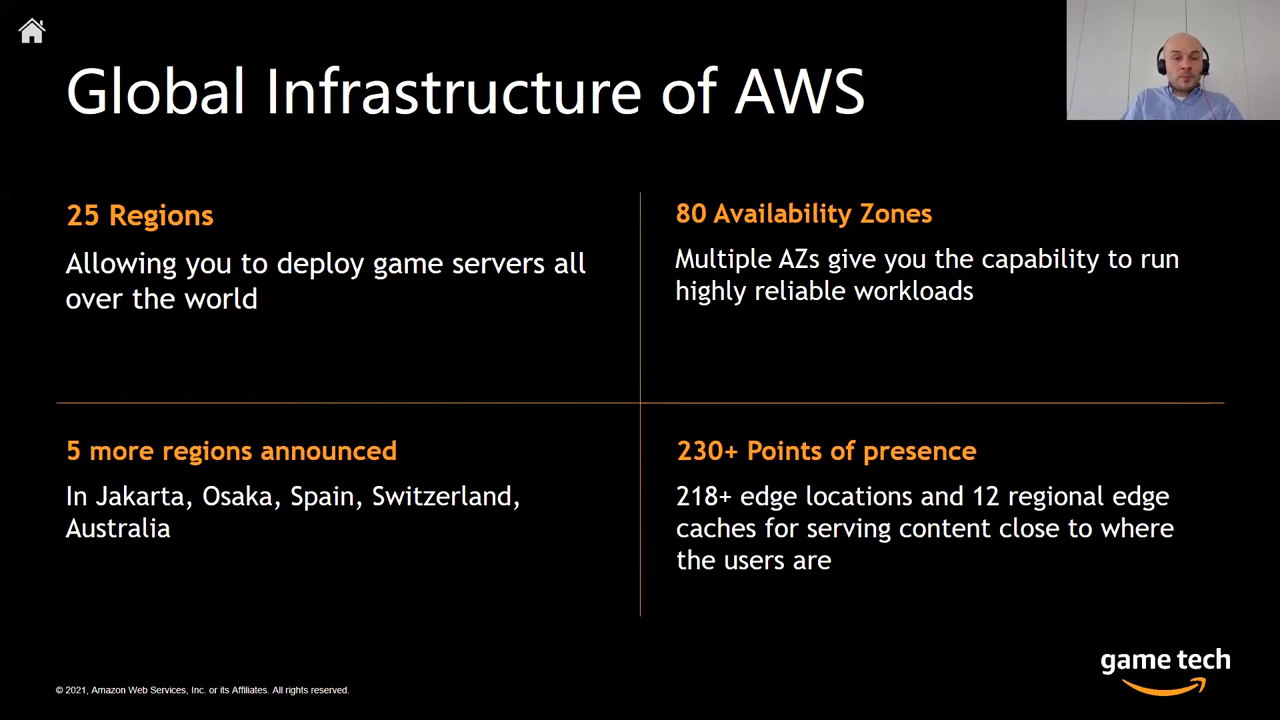 Global Infrastructure of AWS
25 Regions
Allowing you to deploy game servers all
over the world
80 Availability Zones
Multiple AZs give you the capability to run
highly reliable workloads
5 more regions announced
In Jakarta, Osaka, Spain, Switzerland,
Australia
230+ Points of presence
218+ edge locations and 12 regional edge
caches for serving content close to where
the users are
game tech
© 2021, Amazon Web Services, Inc. or its Affiliates. All rights reserved.